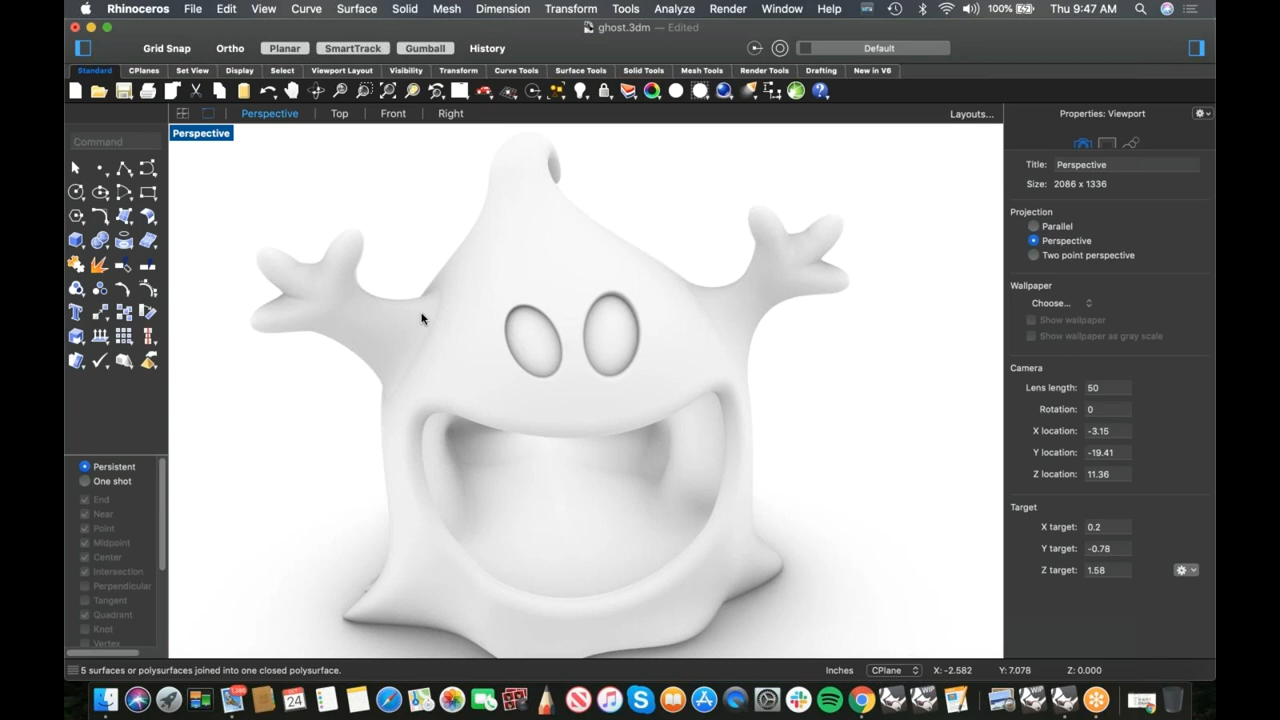 Rhinoceros File Edit View Curve Surface Solid Mesh Dimension Transform Tools Analyze Render Window Help 100% Thu 9:47 AM
ghost.3dm — Edited
Grid Snap Ortho Planar SmartTrack Gumball History Default
Standard CPlanes Set View Display Select Viewport Layout Visibility Transform Curve Tools Surface Tools Solid Tools Mesh Tools Render Tools Drafting New in V6
Perspective Top Front Right Layouts... Properties: Viewport
Perspective
Command
Title: Perspective
Size: 2086 x 1336
Projection
Parallel
Perspective
Two point perspective
Wallpaper
Choose...
Show wallpaper
Show wallpaper as gray scale
Camera
Lens length: 50
Rotation: 0
X location: -3.15
Y location: -19.41
Z location: 11.36
Target
X target: 0.2
Y target: -0.78
Z target: 1.58
Persistent
One shot
End
Near
Point
Midpoint
Center
Intersection
Perpendicular
Tangent
Quadrant
Knot
Vertex
5 surfaces or polysurfaces joined into one closed polysurface. Inches CPlane X: -2.582 Y: 7.078 Z: 0.000
24